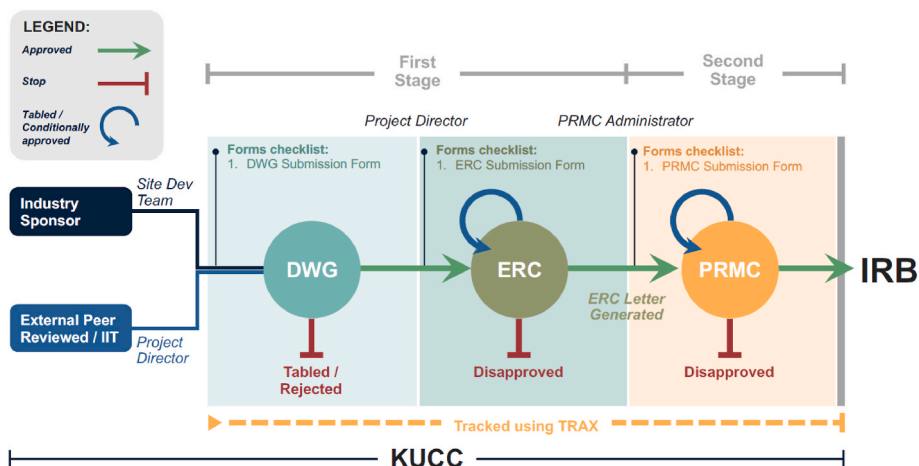 LEGEND:
Approved
Stop
Tabled /
Conditionally
approved
First
Stage
Second
Stage
Project Director
PRMC Administrator
Forms checklist:
1. DWG Submission Form
Forms checklist:
1. ERC Submission Form
Forms checklist:
1. PRMC Submission Form
Industry
Sponsor
Site Dev
Team
External Peer
Reviewed / IIT
Project
Director
DWG
ERC
PRMC
IRB
ERC Letter
Generated
Tabled /
Rejected
Disapproved
Disapproved
Tracked using TRAX
KUCC